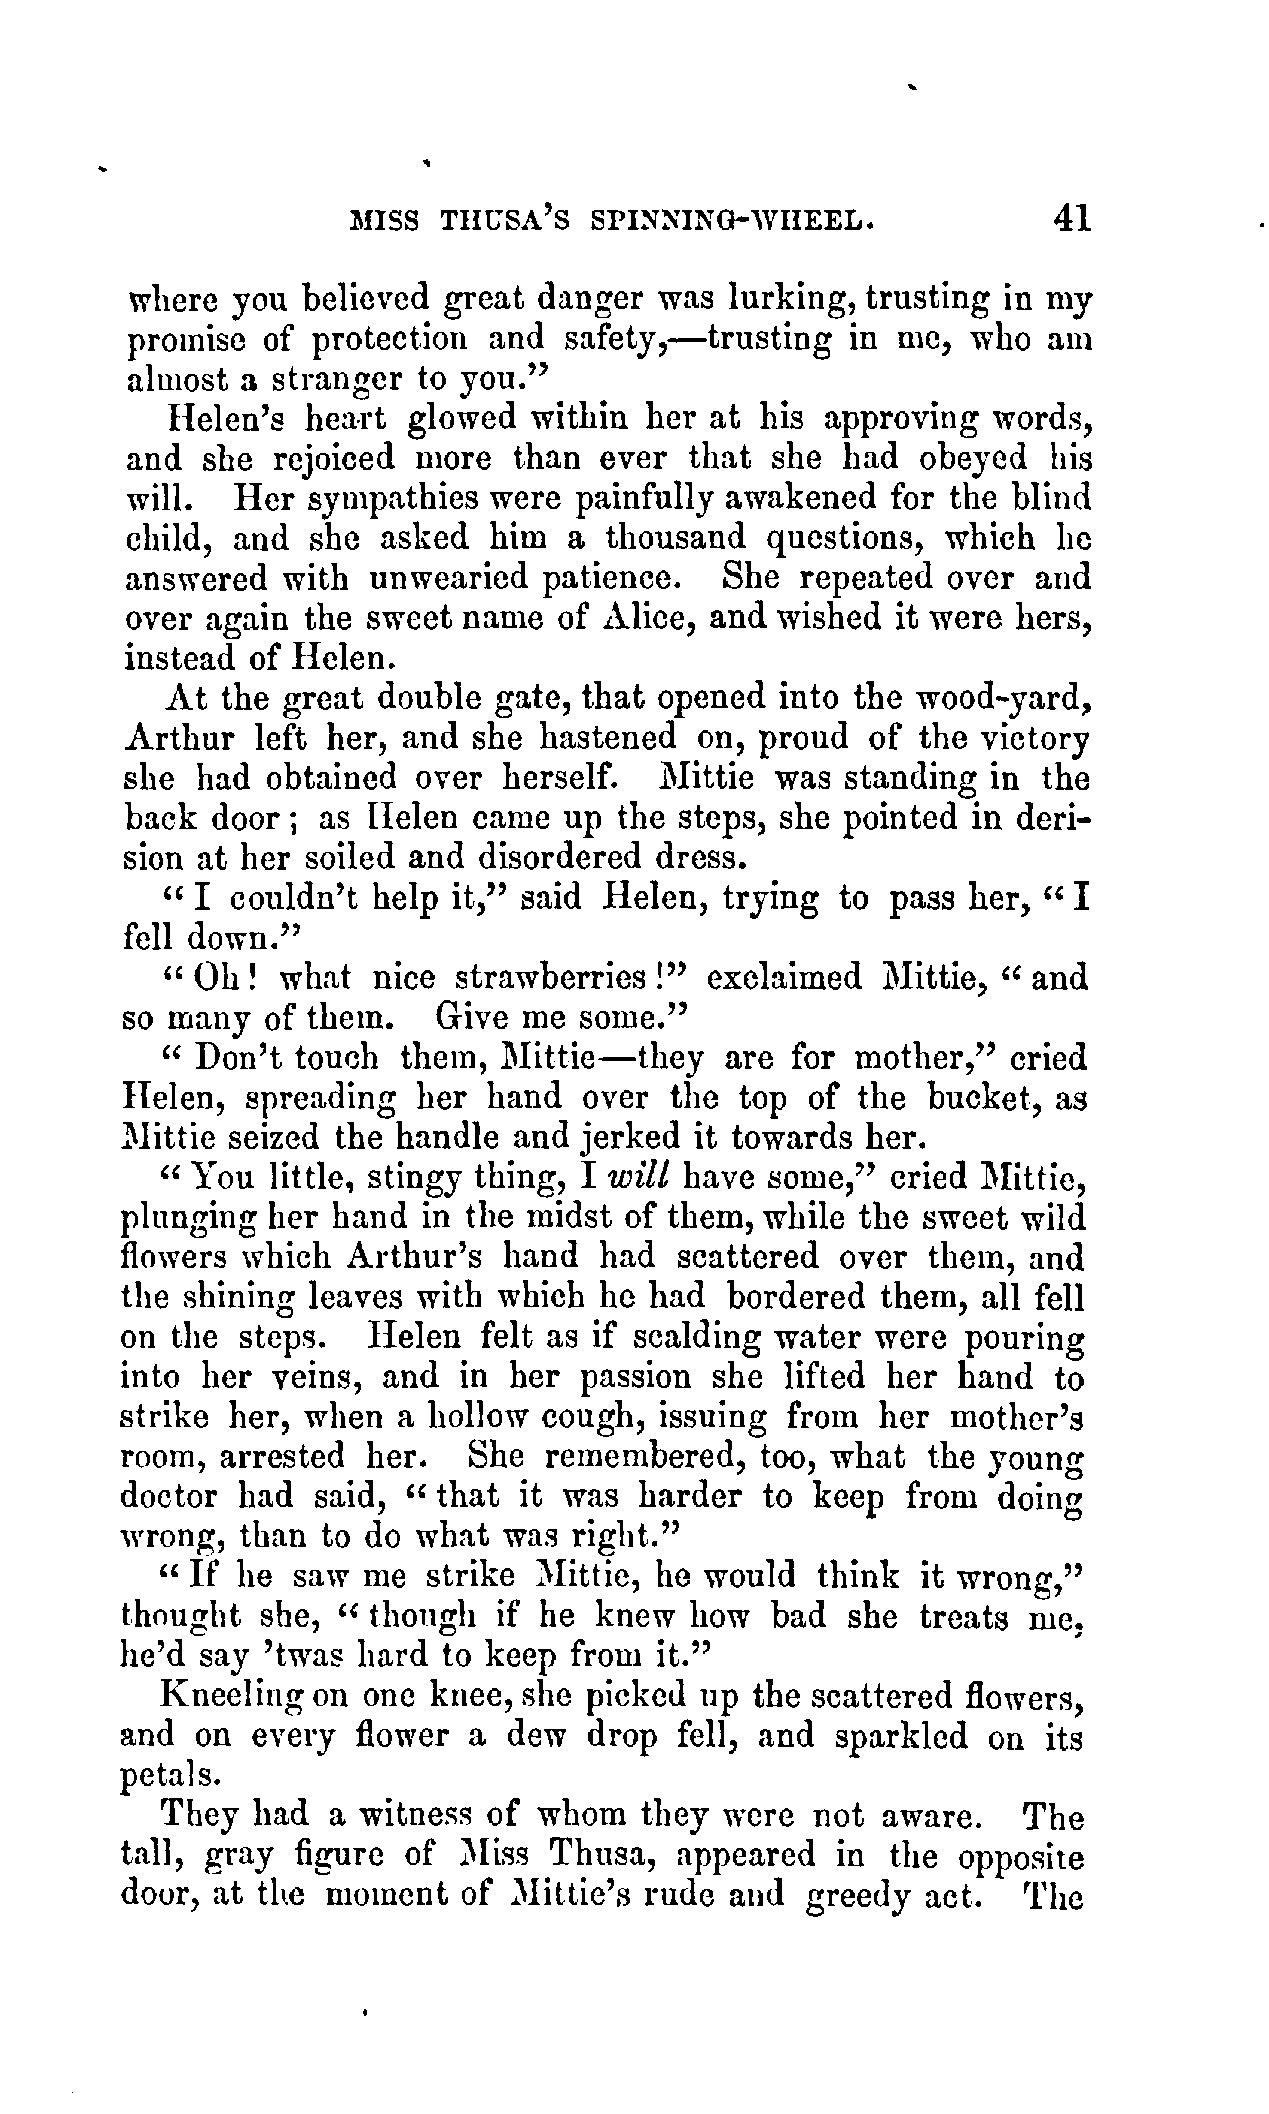 MISS THUSA'S SPINNING-WHEEL. 41
where you believed great danger was lurking, trusting in my
promise of protection and safety,—trusting in me, who am
almost a stranger to you."
Helen's heart glowed within her at his approving words,
and she rejoiced more than ever that she had obeyed his
will. Her sympathies were painfully awakened for the blind
child, and she asked him a thousand questions, which he
answered with unwearied patience. She repeated over and
over again the sweet name of Alice, and wished it were hers,
instead of Helen.
At the great double gate, that opened into the wood-yard,
Arthur left her, and she hastened on, proud of the victory
she had obtained over herself. Mittie was standing in the
back door; as Helen came up the steps, she pointed in deri-
sion at her soiled and disordered dress.
"I couldn't help it," said Helen, trying to pass her, "I
fell down."
"Oh! what nice strawberries!" exclaimed Mittie, "and
so many of them. Give me some."
"Don't touch them, Mittie—they are for mother," cried
Helen, spreading her hand over the top of the bucket, as
Mittie seized the handle and jerked it towards her.
"You little, stingy thing, I will have some," cried Mittie,
plunging her hand in the midst of them, while the sweet wild
flowers which Arthur's hand had scattered over them, and
the shining leaves with which he had bordered them, all fell
on the steps. Helen felt as if scalding water were pouring
into her veins, and in her passion she lifted her hand to
strike her, when a hollow cough, issuing from her mother's
room, arrested her. She remembered, too, what the young
doctor had said, "that it was harder to keep from doing
wrong, than to do what was right."
"If he saw me strike Mittie, he would think it wrong,"
thought she, "though if he knew how bad she treats me,
he'd say 'twas hard to keep from it."
Kneeling on one knee, she picked up the scattered flowers,
and on every flower a dew drop fell, and sparkled on its
petals.
They had a witness of whom they were not aware. The
tall, gray figure of Miss Thusa, appeared in the opposite
door, at the moment of Mittie's rude and greedy act. The